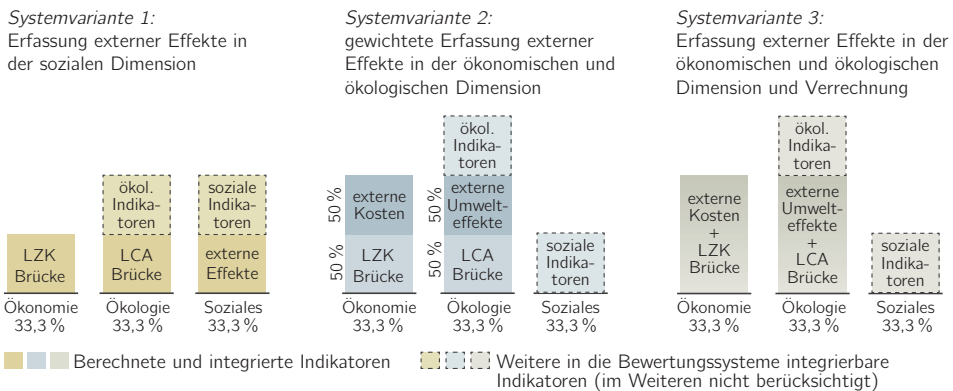 Systemvariante 1:
Erfassung externer Effekte in
der sozialen Dimension
Systemvariante 2:
gewichtete Erfassung externer
Effekte in der ökonomischen und
ökologischen Dimension
Systemvariante 3:
Erfassung externer Effekte in der
ökonomischen und ökologischen
Dimension und Verrechnung
LZK
Brücke
Ökonomie
33,3 %
ökol.
Indika-
toren
LCA
Brücke
Ökologie
33,3 %
soziale
Indika-
toren
externe
Effekte
Soziales
33,3 %
50 %
externe
Kosten
50 %
LZK
Brücke
Ökonomie
33,3 %
ökol.
Indika-
toren
50 %
externe
Umwelt-
effekte
50 %
LCA
Brücke
Ökologie
33,3 %
soziale
Indika-
toren
Soziales
33,3 %
externe
Kosten
+
LZK
Brücke
Ökonomie
33,3 %
ökol.
Indika-
toren
externe
Umwelt-
effekte
+
LCA
Brücke
Ökologie
33,3 %
soziale
Indika-
toren
Soziales
33,3 %
Berechnete und integrierte Indikatoren
Weitere in die Bewertungssysteme integrierbare
Indikatoren (im Weiteren nicht berücksichtigt)